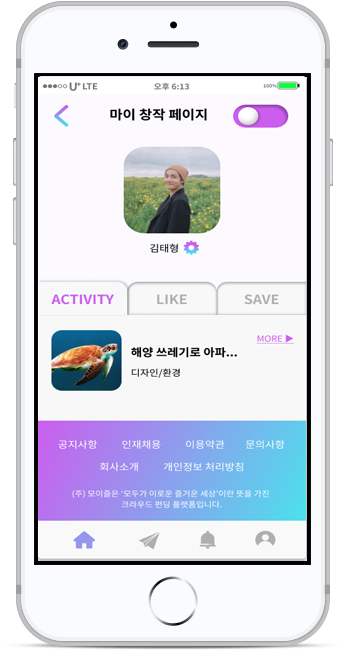 U+ LTE 오후 6:13 100%
마이 창작 페이지
김태형
ACTIVITY LIKE SAVE
MORE ▶
해양 쓰레기로 아파...
디자인/환경
공지사항 인재채용 이용약관 문의사항
회사소개 개인정보 처리방침
(주) 모이즐은 '모두가 이로운 즐거운 세상'이란 뜻을 가진
크라우드 펀딩 플랫폼입니다.